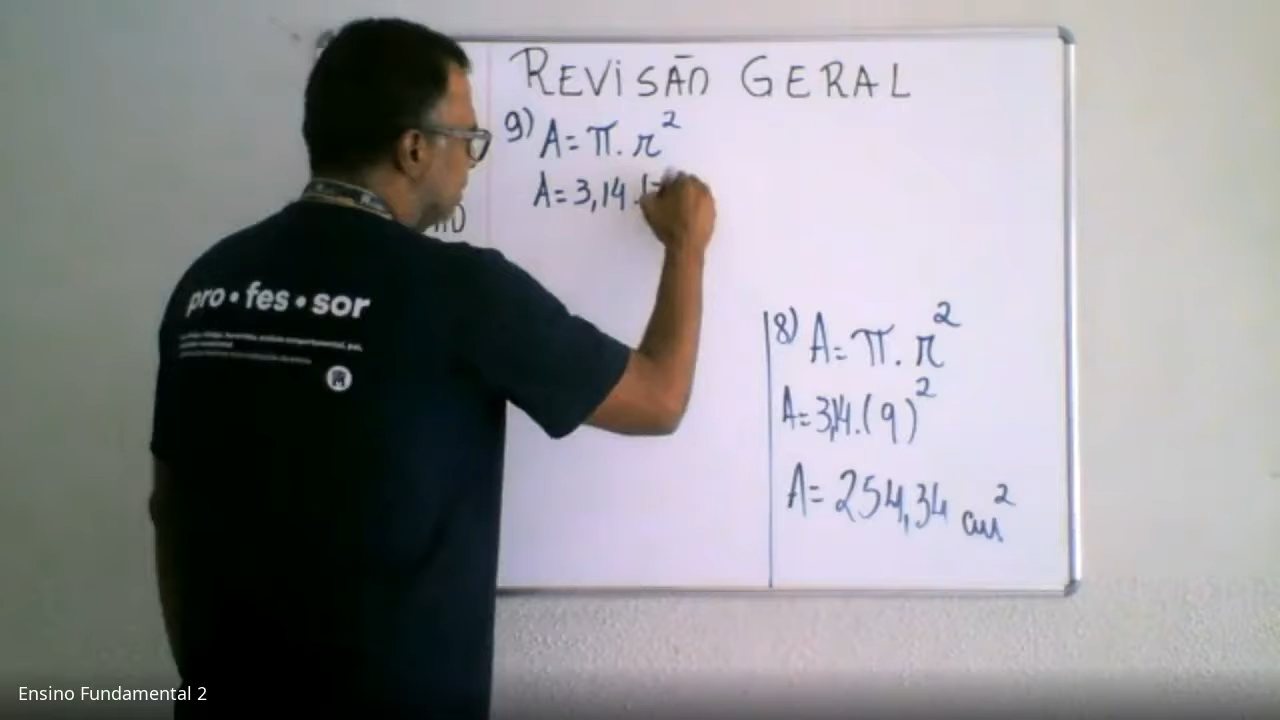 REVISÃO GERAL
9) A = π. r²
A = 3,14 .(
pro • fes • sor
8) A = π. r²
A = 3,14.(9)²
A = 254,34 cm²
Ensino Fundamental 2